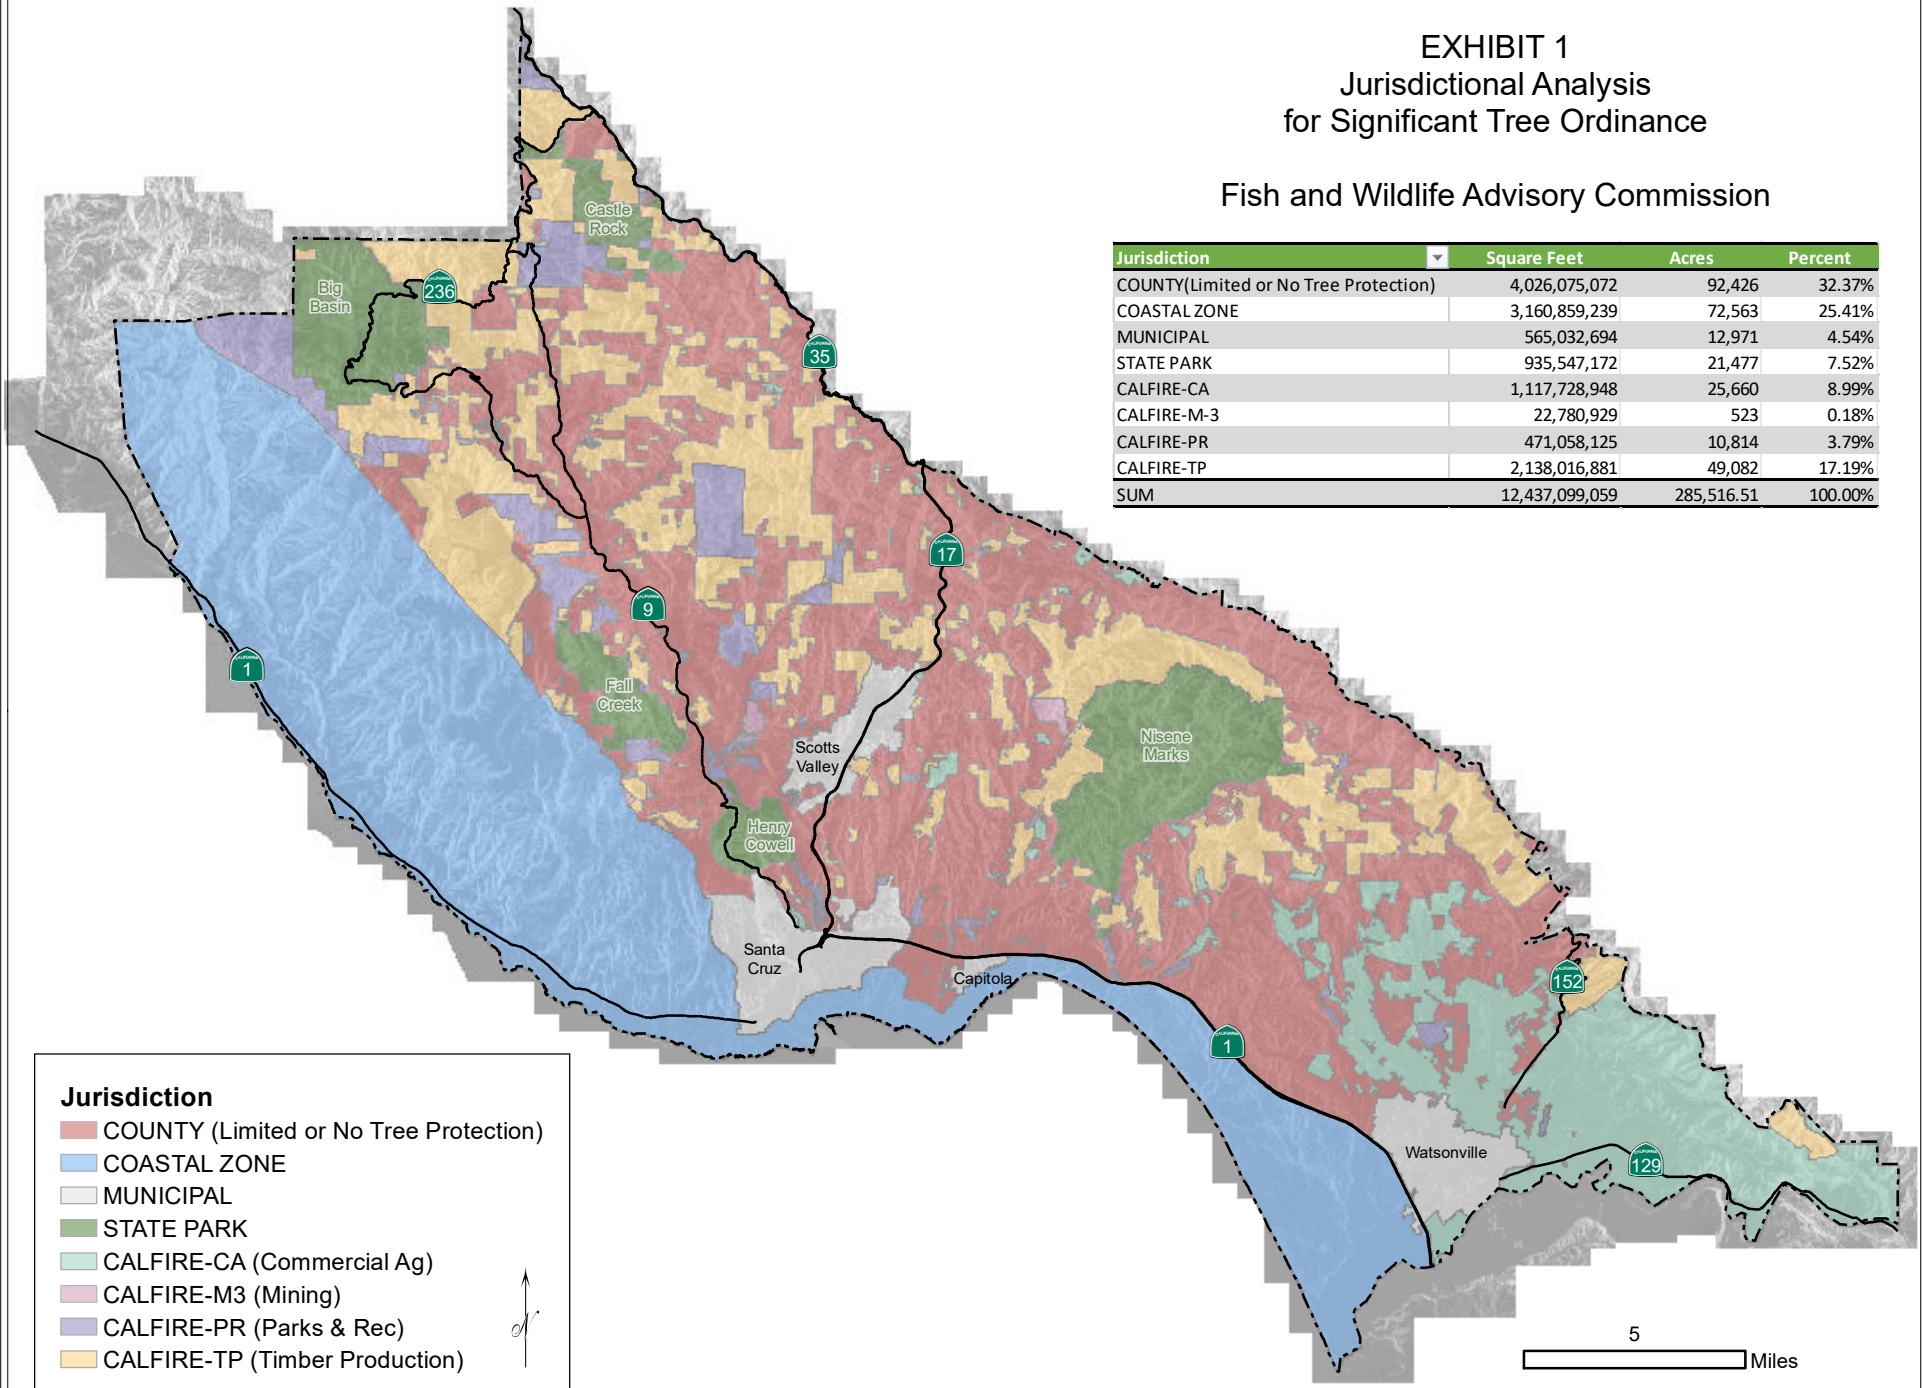 EXHIBIT 1
Jurisdictional Analysis
for Significant Tree Ordinance
Fish and Wildlife Advisory Commission
Jurisdiction Square Feet Acres Percent
COUNTY(Limited or No Tree Protection) 4,026,075,072 92,426 32.37%
COASTAL ZONE 3,160,859,239 72,563 25.41%
MUNICIPAL 565,032,694 12,971 4.54%
STATE PARK 935,547,172 21,477 7.52%
CALFIRE-CA 1,117,728,948 25,660 8.99%
CALFIRE-M-3 22,780,929 523 0.18%
CALFIRE-PR 471,058,125 10,814 3.79%
CALFIRE-TP 2,138,016,881 49,082 17.19%
SUM 12,437,099,059 285,516.51 100.00%
Castle
Rock
Big
Basin
CALIFORNIA
236
CALIFORNIA
35
CALIFORNIA
17
CALIFORNIA
9
CALIFORNIA
1
Fall
Creek
Scotts
Valley
Nisene
Marks
Henry
Cowell
Santa
Cruz
Capitola
CALIFORNIA
152
CALIFORNIA
1
Watsonville
CALIFORNIA
129
Jurisdiction
COUNTY (Limited or No Tree Protection)
COASTAL ZONE
MUNICIPAL
STATE PARK
CALFIRE-CA (Commercial Ag)
CALFIRE-M3 (Mining)
CALFIRE-PR (Parks & Rec)
CALFIRE-TP (Timber Production)
N
5
Miles